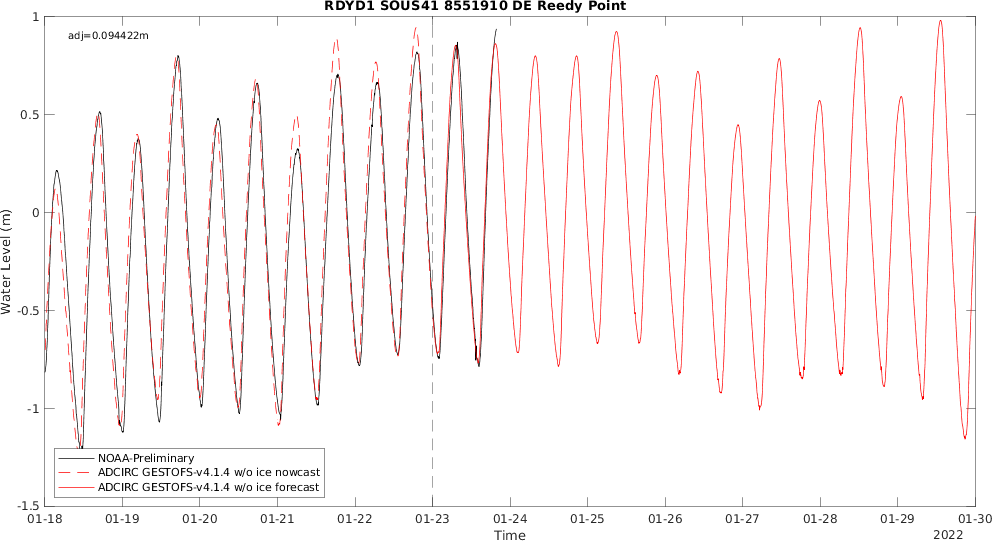 RDYD1 SOUS41 8551910 DE Reedy Point
adj=0.094422m
1
0.5
0
-0.5
-1
-1.5
Water Level (m)
NOAA-Preliminary
ADCIRC GESTOFS-v4.1.4 w/o ice nowcast
ADCIRC GESTOFS-v4.1.4 w/o ice forecast
01-18 01-19 01-20 01-21 01-22 01-23 01-24 01-25 01-26 01-27 01-28 01-29 01-30
Time
2022